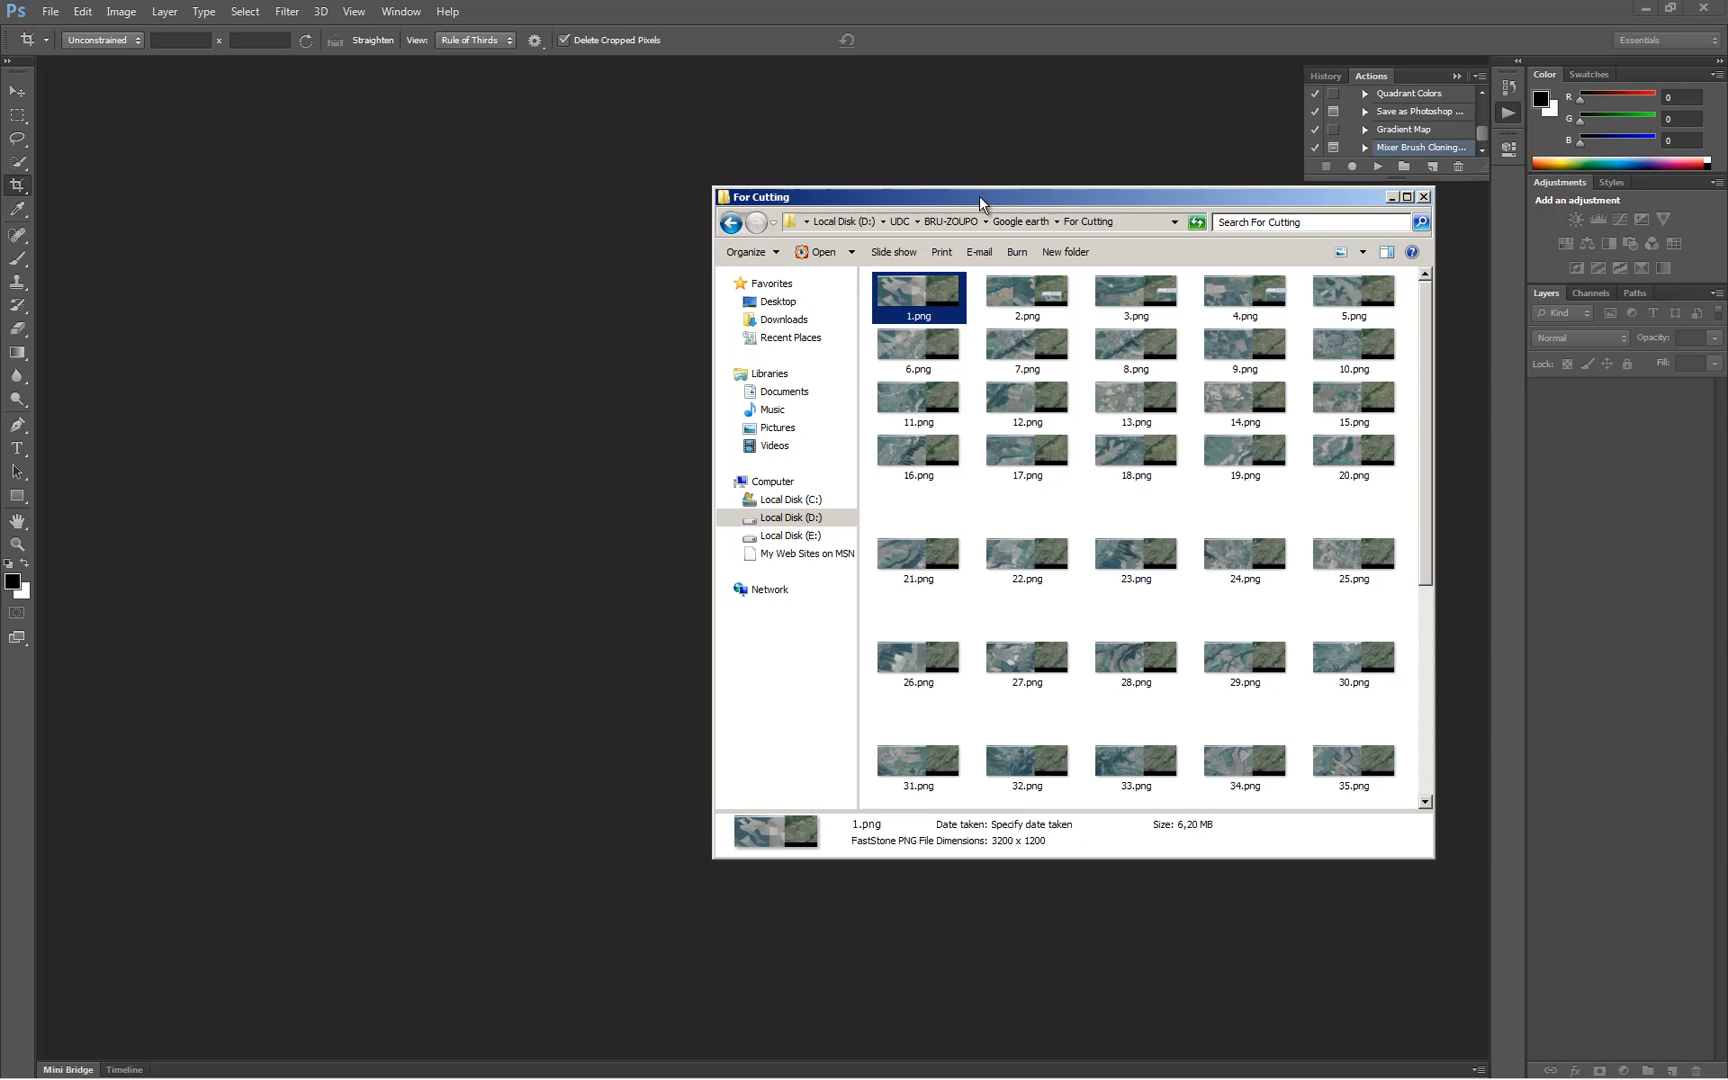 Ps File Edit Image Layer Type Select Filter 3D View Window Help
Unconstrained x Straighten View: Rule of Thirds Delete Cropped Pixels Essentials
History Actions
Quadrant Colors
Save as Photoshop ...
Gradient Map
Mixer Brush Cloning...
Color Swatches
R 0
G 0
B 0
Adjustments Styles
Add an adjustment
Layers Channels Paths
Kind
Normal Opacity:
Lock: Fill:
For Cutting
Local Disk (D:) UDC BRU-ZOUPO Google earth For Cutting Search For Cutting
Organize Open Slide show Print E-mail Burn New folder
Favorites
Desktop
Downloads
Recent Places
Libraries
Documents
Music
Pictures
Videos
Computer
Local Disk (C:)
Local Disk (D:)
Local Disk (E:)
My Web Sites on MSN
Network
1.png 2.png 3.png 4.png 5.png
6.png 7.png 8.png 9.png 10.png
11.png 12.png 13.png 14.png 15.png
16.png 17.png 18.png 19.png 20.png
21.png 22.png 23.png 24.png 25.png
26.png 27.png 28.png 29.png 30.png
31.png 32.png 33.png 34.png 35.png
1.png Date taken: Specify date taken Size: 6,20 MB
FastStone PNG File Dimensions: 3200 x 1200
Mini Bridge Timeline